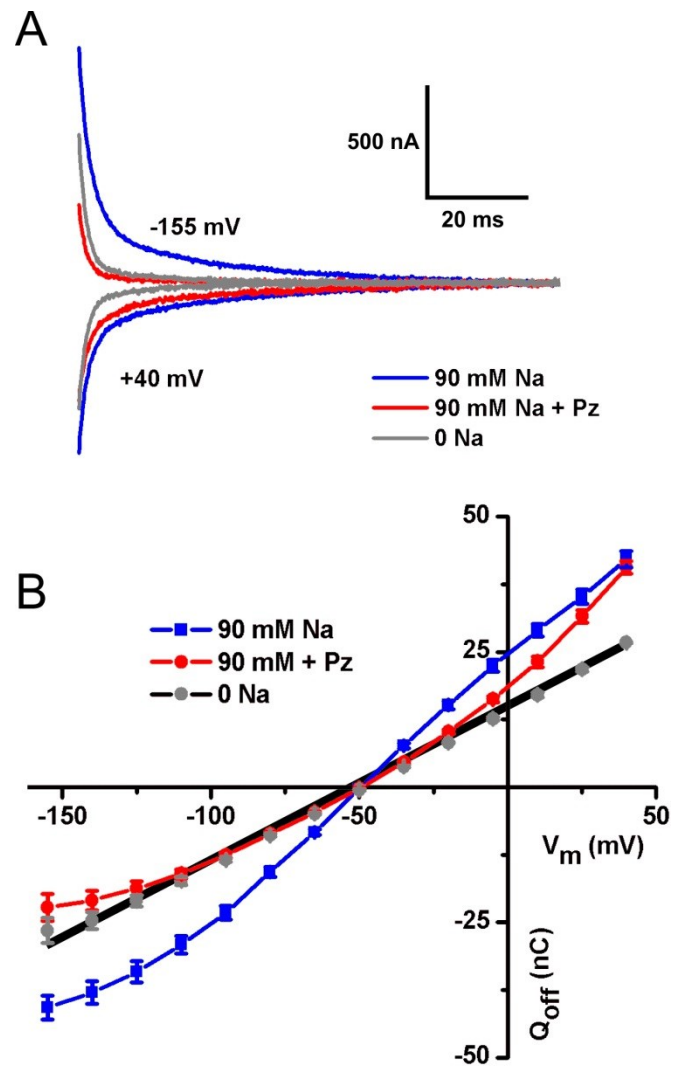 A
500 nA
20 ms
-155 mV
+40 mV
90 mM Na
90 mM Na + Pz
0 Na
B
90 mM Na
90 mM + Pz
0 Na
50
25
-150
-100
-50
50
Vm (mV)
-25
-50
Qoff (nC)